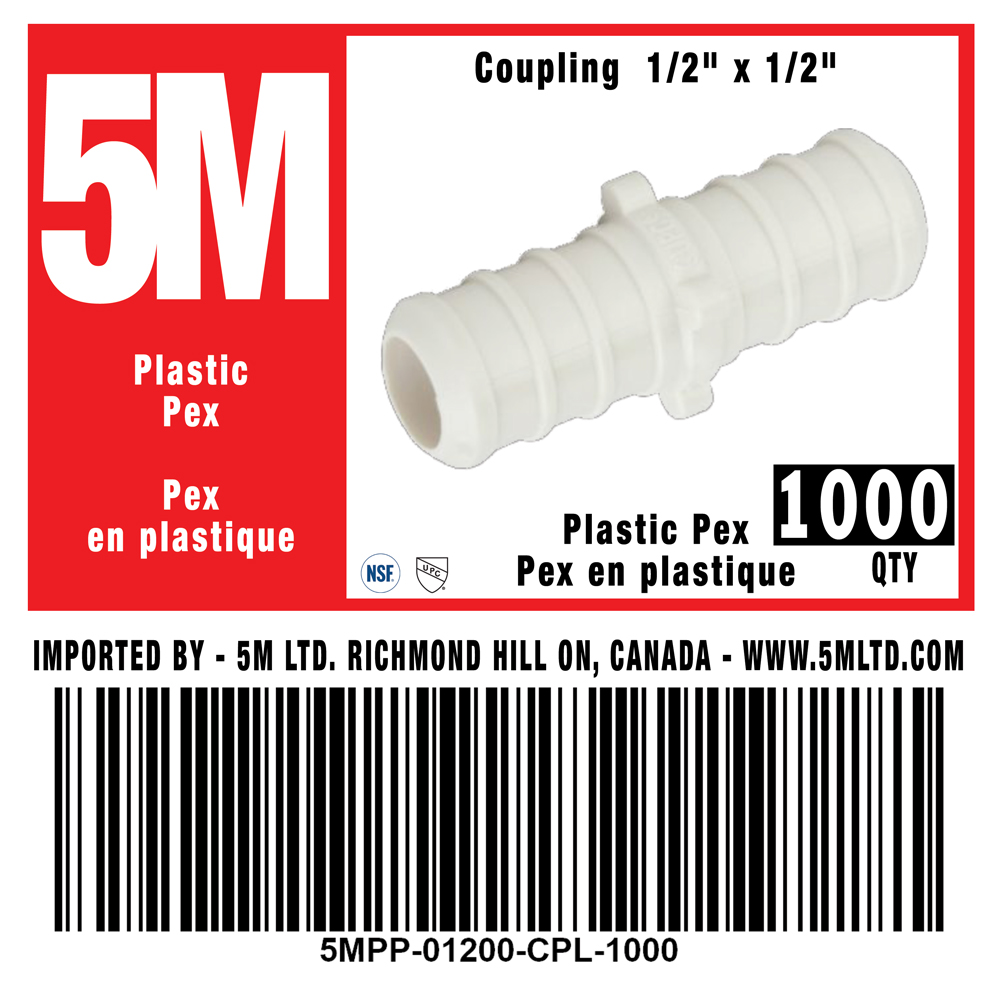 5M
Plastic
Pex
Pex
en plastique
Coupling 1/2" x 1/2"
Plastic Pex
Pex en plastique
1000
QTY
NSF.
UPC
IMPORTED BY - 5M LTD. RICHMOND HILL ON, CANADA - WWW.5MLTD.COM
5MPP-01200-CPL-1000